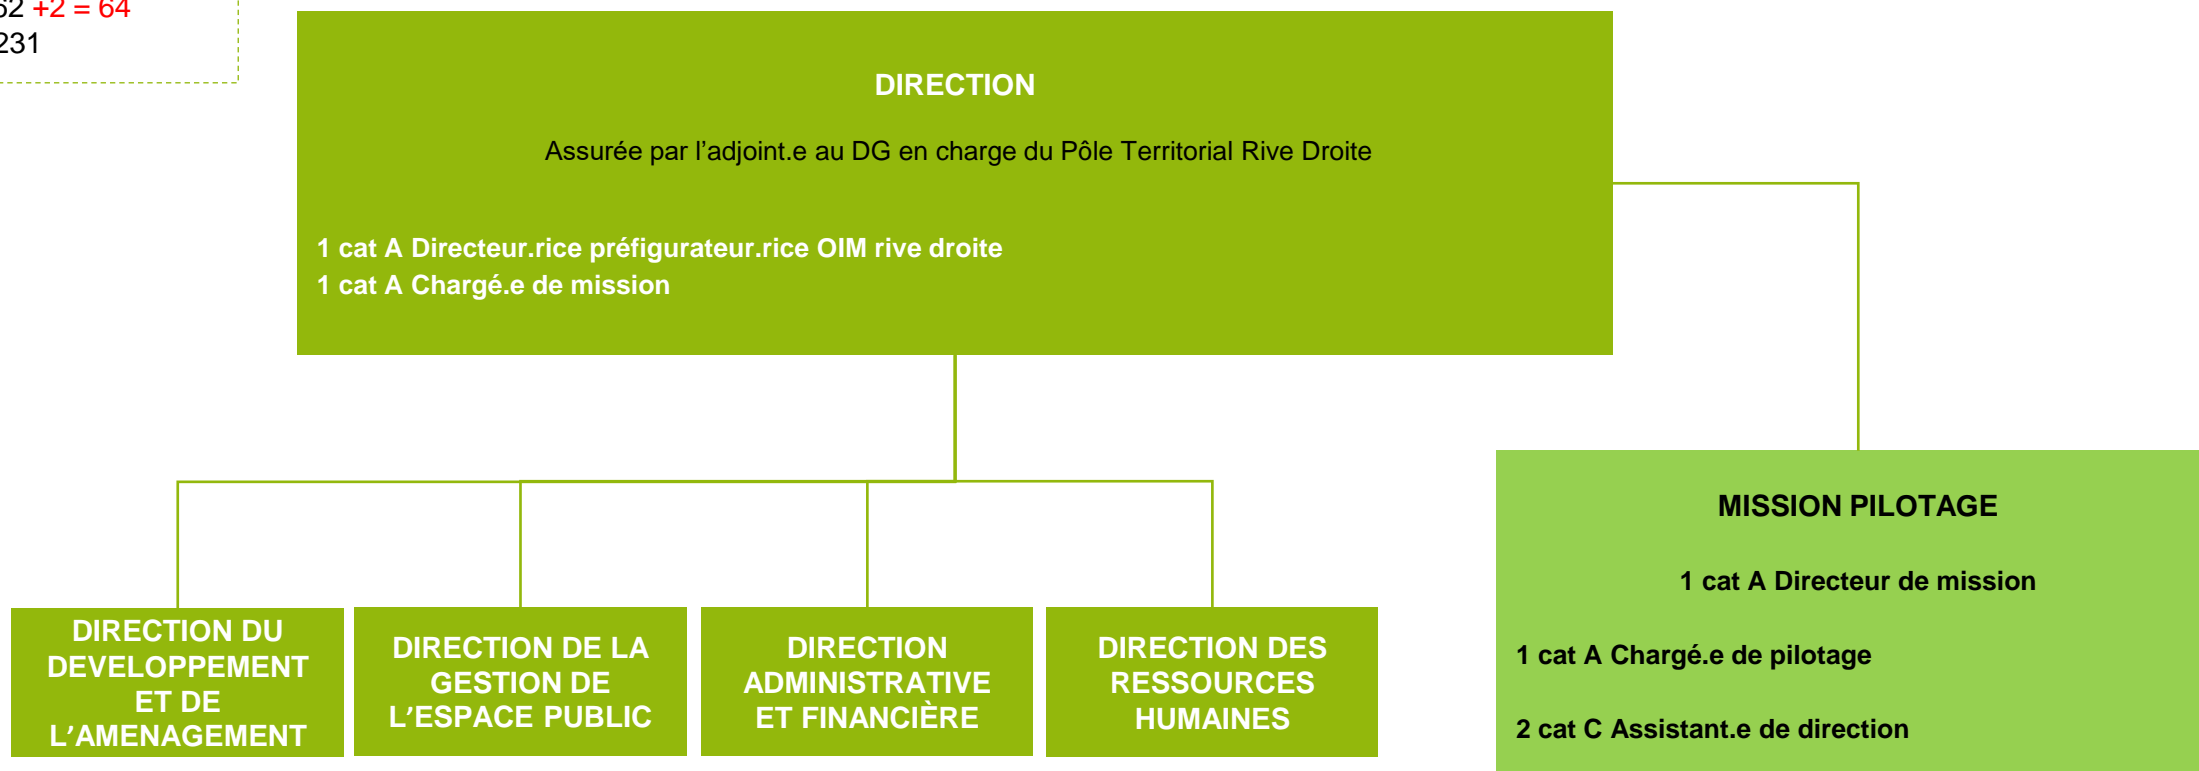 62 +2 = 64
231
DIRECTION
Assurée par l’adjoint.e au DG en charge du Pôle Territorial Rive Droite
1 cat A Directeur.rice préfigurateur.rice OIM rive droite
1 cat A Chargé.e de mission
MISSION PILOTAGE
1 cat A Directeur de mission
1 cat A Chargé.e de pilotage
2 cat C Assistant.e de direction
DIRECTION DU
DEVELOPPEMENT
ET DE
L’AMENAGEMENT
DIRECTION DE LA
GESTION DE
L’ESPACE PUBLIC
DIRECTION
ADMINISTRATIVE
ET FINANCIÈRE
DIRECTION DES
RESSOURCES
HUMAINES